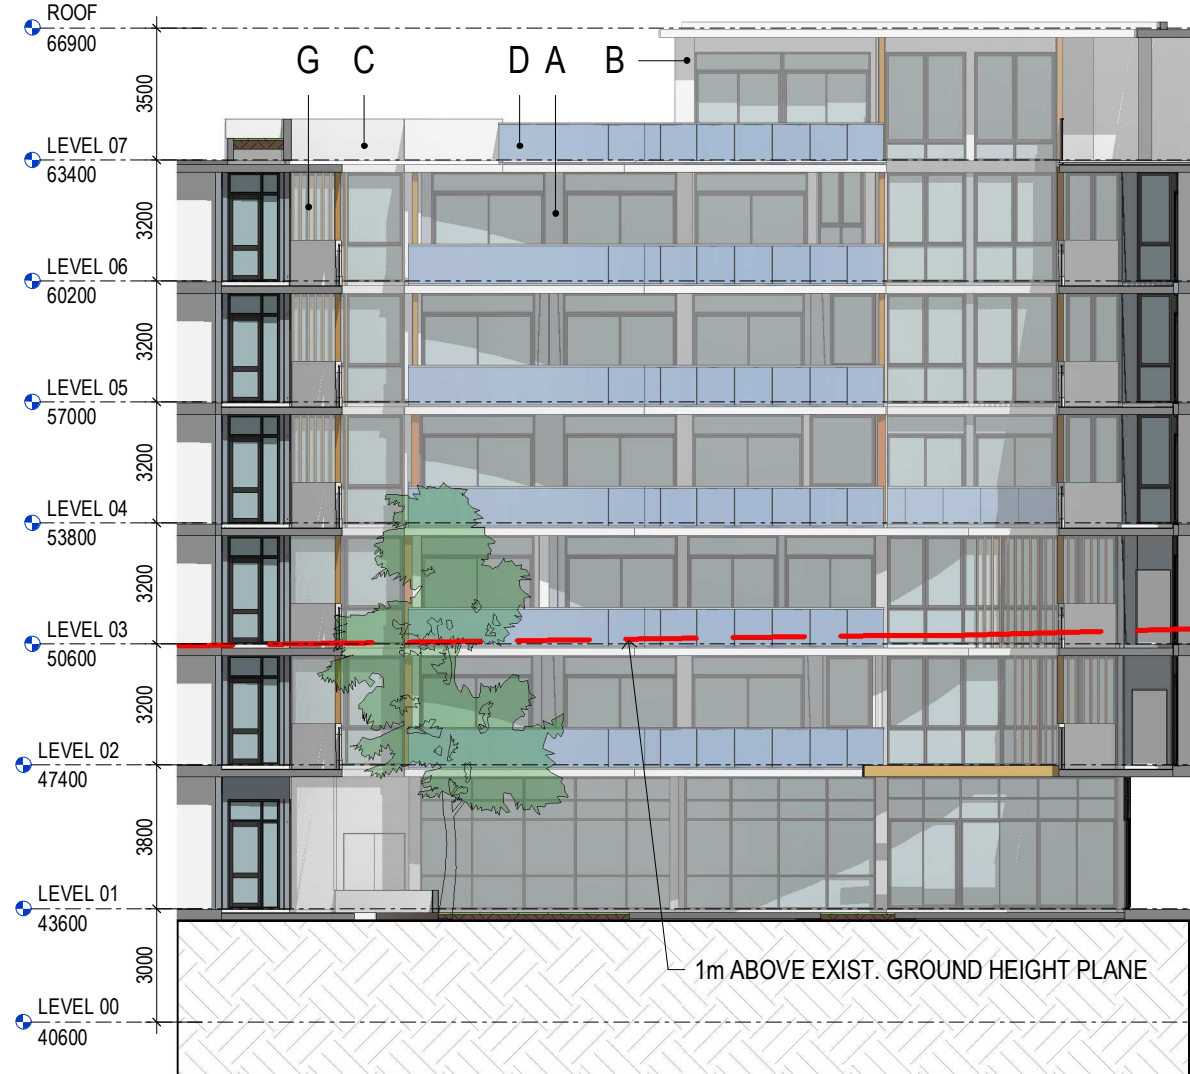 ROOF
66900
G C D A B
3500
LEVEL 07
63400
3200
LEVEL 06
60200
3200
LEVEL 05
57000
3200
LEVEL 04
53800
3200
LEVEL 03
50600
3200
LEVEL 02
47400
3800
LEVEL 01
43600
3000
1m ABOVE EXIST. GROUND HEIGHT PLANE
LEVEL 00
40600